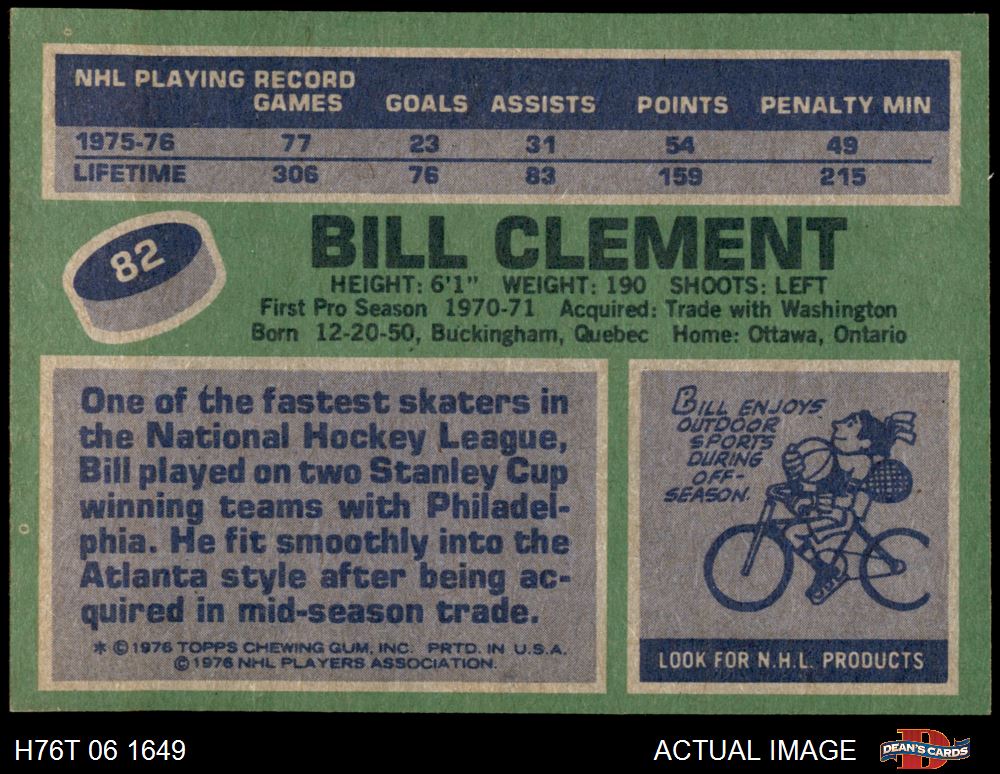 NHL PLAYING RECORD
GAMES GOALS ASSISTS POINTS PENALTY MIN
1975-76 77 23 31 54 49
LIFETIME 306 76 83 159 215
82
BILL CLEMENT
HEIGHT: 6'1" WEIGHT: 190 SHOOTS: LEFT
First Pro Season 1970-71 Acquired: Trade with Washington
Born 12-20-50, Buckingham, Quebec Home: Ottawa, Ontario
One of the fastest skaters in
the National Hockey League,
Bill played on two Stanley Cup
winning teams with Philadel-
phia. He fit smoothly into the
Atlanta style after being ac-
quired in mid-season trade.
* © 1976 TOPPS CHEWING GUM, INC. PRTD. IN U.S.A.
© 1976 NHL PLAYERS ASSOCIATION.
BILL ENJOYS
OUTDOOR
SPORTS
DURING
OFF-
SEASON.
LOOK FOR N.H.L. PRODUCTS
H76T 06 1649
ACTUAL IMAGE
DEAN'S CARDS